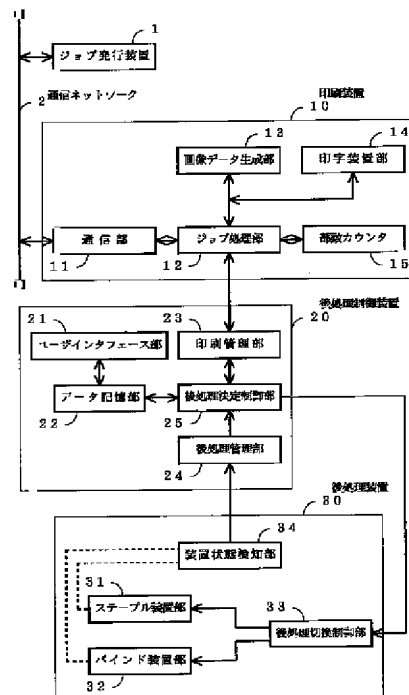 1
ジョブ発行装置
2
通信ネットワーク
印刷装置
10
13
14
画像データ生成部
印字装置部
通信部
ジョブ処理部
部数カウンタ
11
12
15
後処理制御装置
20
21
23
ユーザインタフェース部
印刷管理部
データ記憶部
後処理決定制御部
22
25
後処理管理部
24
後処理装置
30
34
装置状態検知部
31
ステープル装置部
33
後処理切換制御部
バインド装置部
32